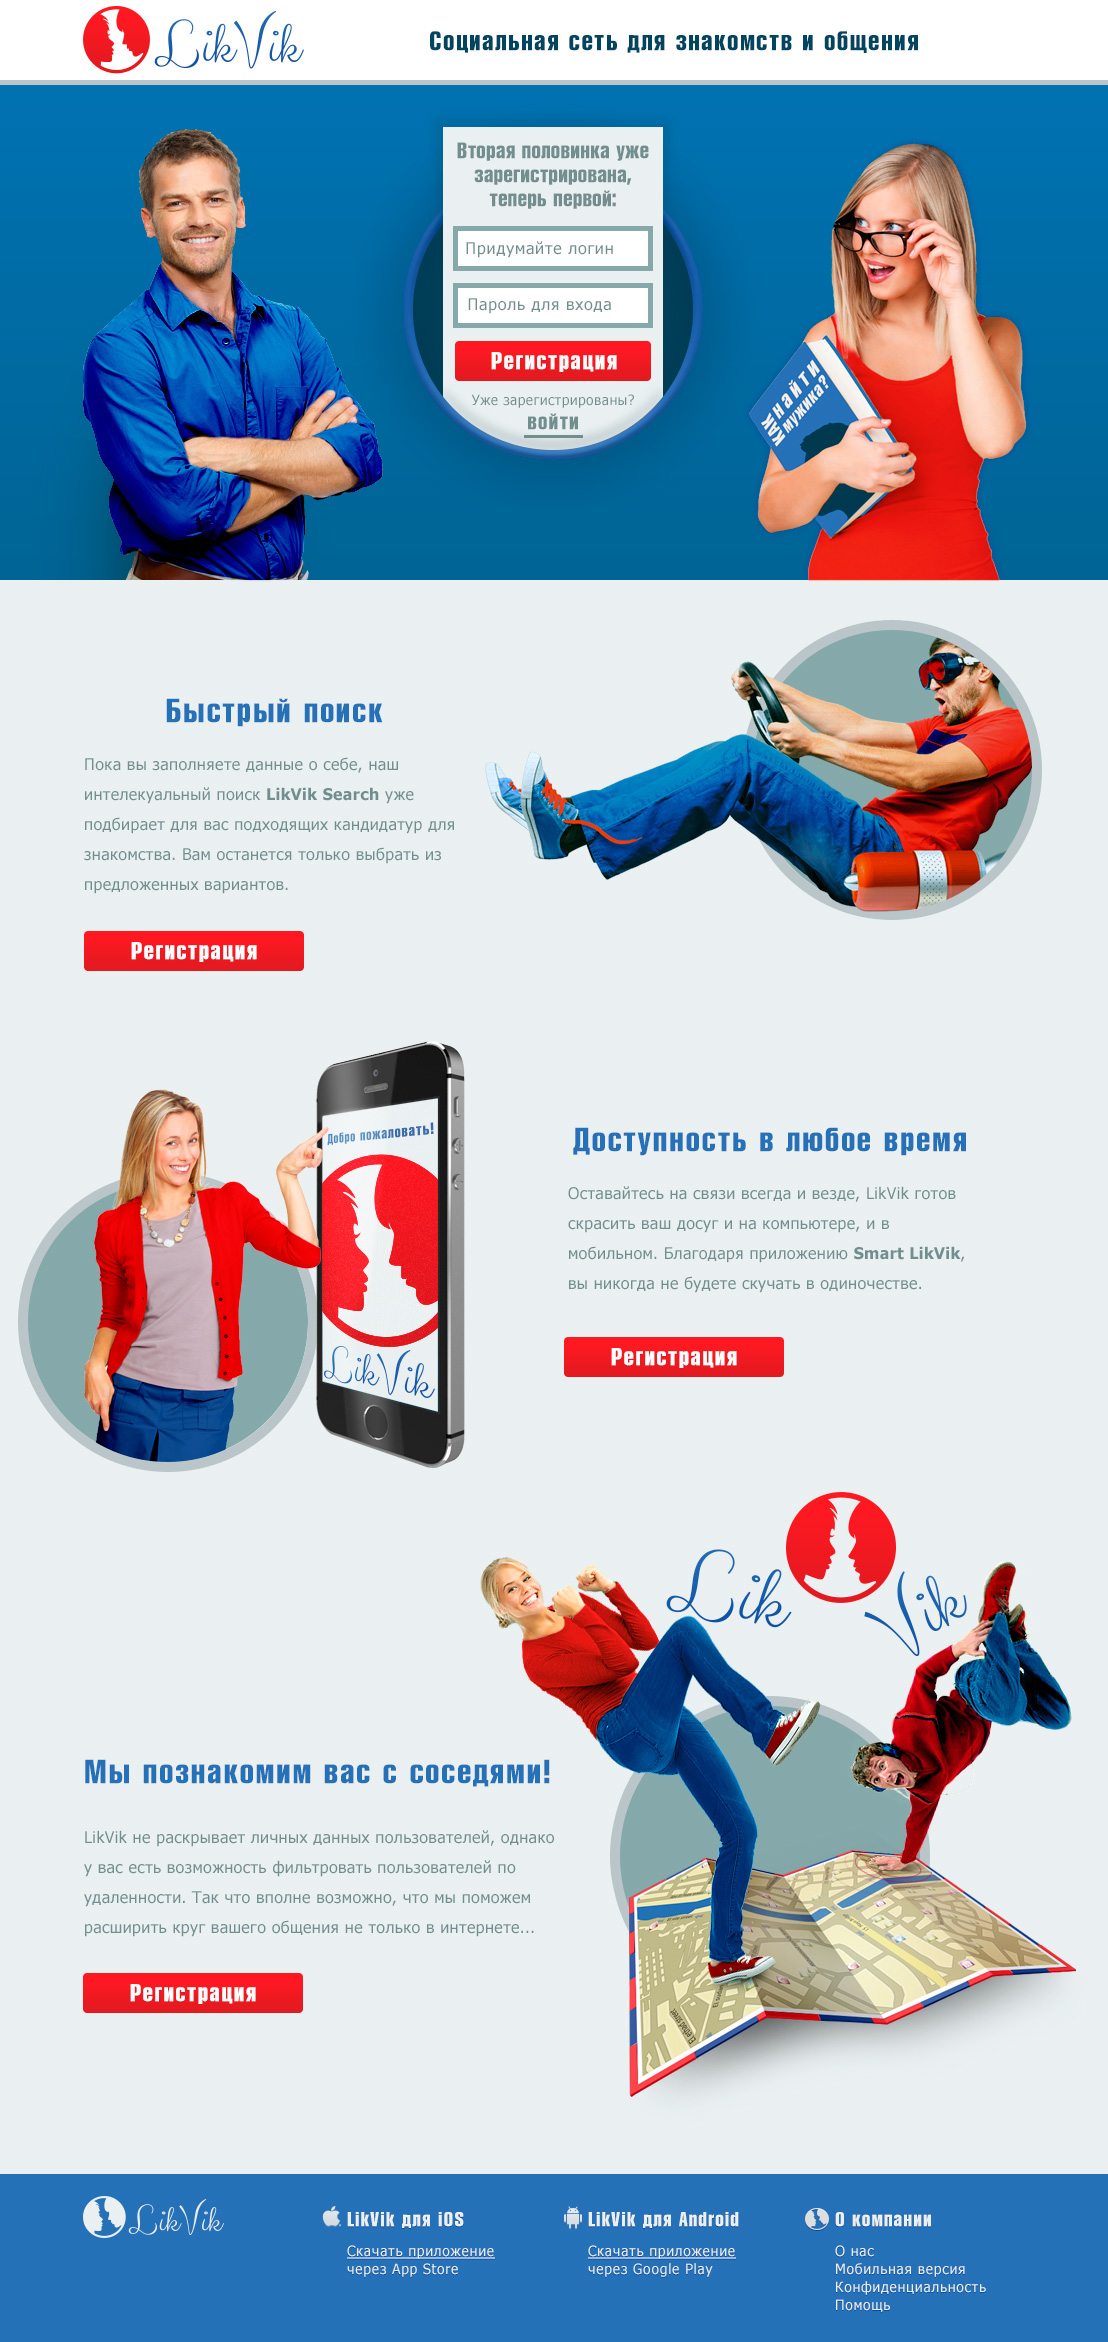 LikVik
Социальная сеть для знакомств и общения
Вторая половинка уже
зарегистрирована,
теперь первой:
Придумайте логин
Пароль для входа
Регистрация
Уже зарегистрированы?
ВОЙТИ
КАК НАЙТИ
мужика?
Быстрый поиск
Пока вы заполняете данные о себе, наш
интелекуальный поиск LikVik Search уже
подбирает для вас подходящих кандидатур для
знакомства. Вам останется только выбрать из
предложенных вариантов.
Регистрация
Добро пожаловать!
LikVik
Доступность в любое время
Оставайтесь на связи всегда и везде, LikVik готов
скрасить ваш досуг и на компьютере, и в
мобильном. Благодаря приложению Smart LikVik,
вы никогда не будете скучать в одиночестве.
Регистрация
Lik Vik
Мы познакомим вас с соседями!
LikVik не раскрывает личных данных пользователей, однако
у вас есть возможность фильтровать пользователей по
удаленности. Так что вполне возможно, что мы поможем
расширить круг вашего общения не только в интернете...
Регистрация
LikVik
LikVik для iOS
Скачать приложение
через App Store
LikVik для Android
Скачать приложение
через Google Play
О компании
О нас
Мобильная версия
Конфиденциальность
Помощь